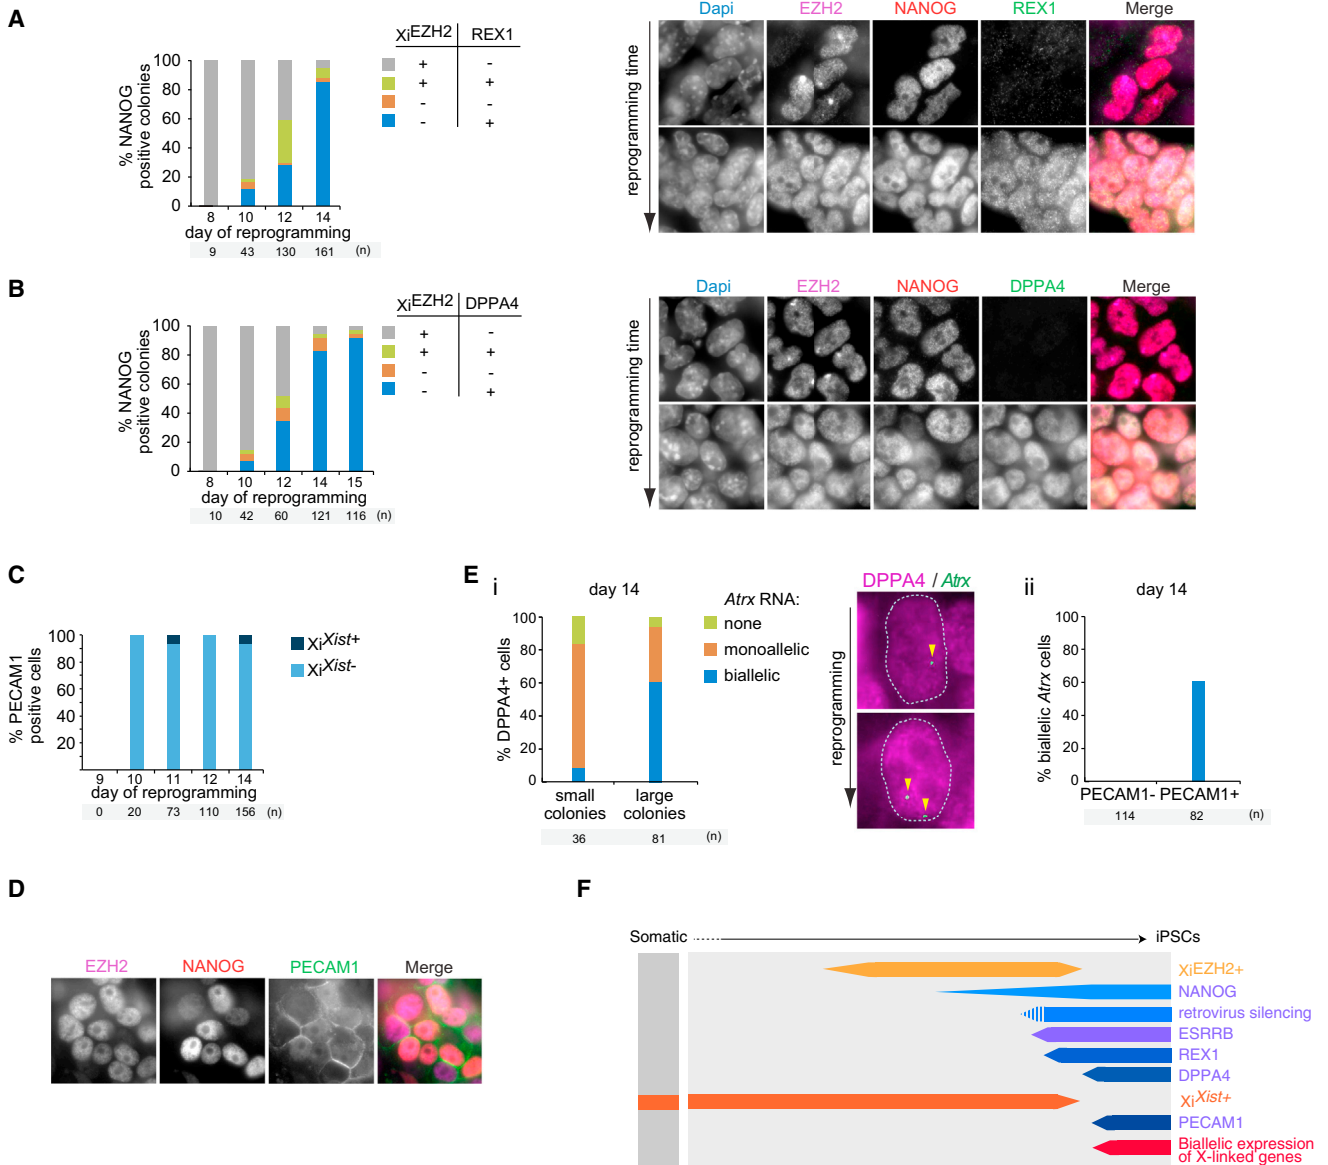 A
XiEZH2 REX1
+ -
+ +
- -
- +
% NANOG
positive colonies
100
80
60
40
20
0
8 10 12 14
day of reprogramming
9 43 130 161 (n)
Dapi EZH2 NANOG REX1 Merge
reprogramming time
B
XiEZH2 DPPA4
+ -
+ +
- -
- +
% NANOG
positive colonies
100
80
60
40
20
0
8 10 12 14 15
day of reprogramming
10 42 60 121 116 (n)
Dapi EZH2 NANOG DPPA4 Merge
reprogramming time
C
% PECAM1
positive cells
100
80
60
40
20
9 10 11 12 14
day of reprogramming
0 20 73 110 156 (n)
XiXist+
XiXist-
E
i
day 14
% DPPA4+ cells
100
80
60
40
20
0
small
colonies
large
colonies
36 81 (n)
Atrx RNA:
none
monoallelic
biallelic
DPPA4 / Atrx
reprogramming
ii
day 14
% biallelic Atrx cells
100
80
60
40
20
0
PECAM1- PECAM1+
114 82 (n)
D
EZH2 NANOG PECAM1 Merge
F
Somatic iPSCs
XiEZH2+
NANOG
retrovirus silencing
ESRRB
REX1
DPPA4
XiXist+
PECAM1
Biallelic expression
of X-linked genes